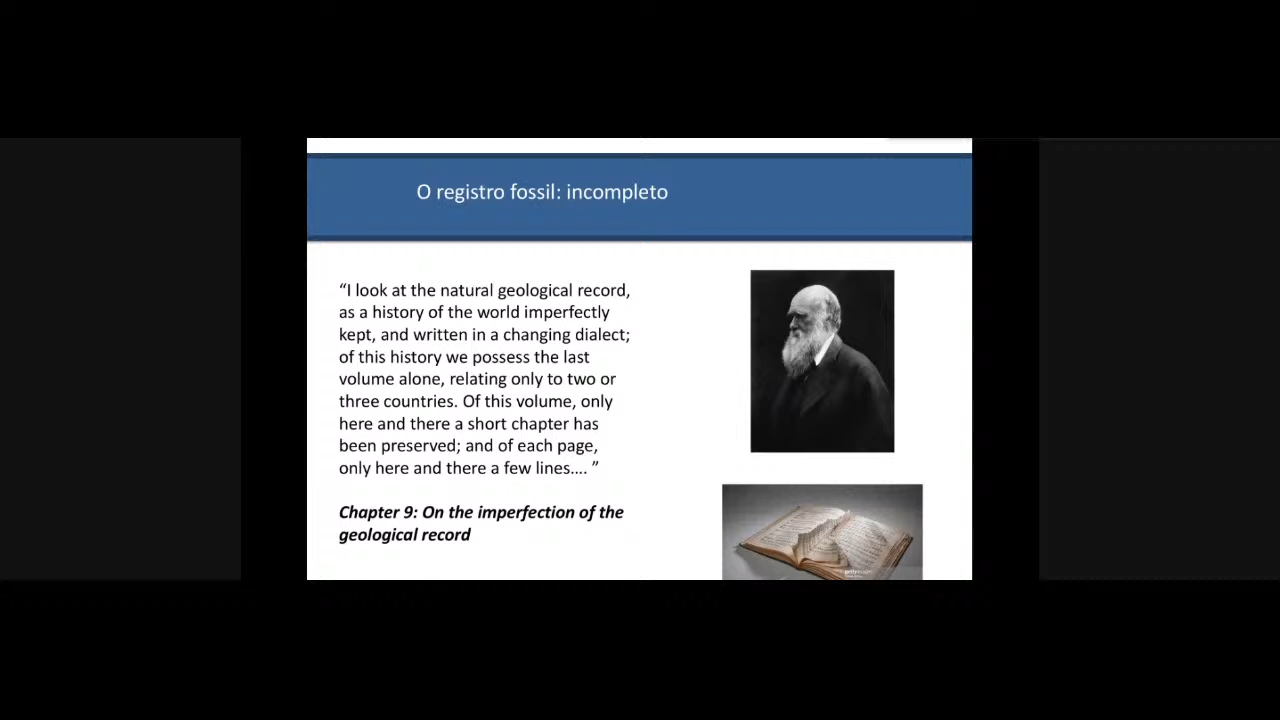 O registro fossil: incompleto
“I look at the natural geological record,
as a history of the world imperfectly
kept, and written in a changing dialect;
of this history we possess the last
volume alone, relating only to two or
three countries. Of this volume, only
here and there a short chapter has
been preserved; and of each page,
only here and there a few lines.... ”
Chapter 9: On the imperfection of the
geological record